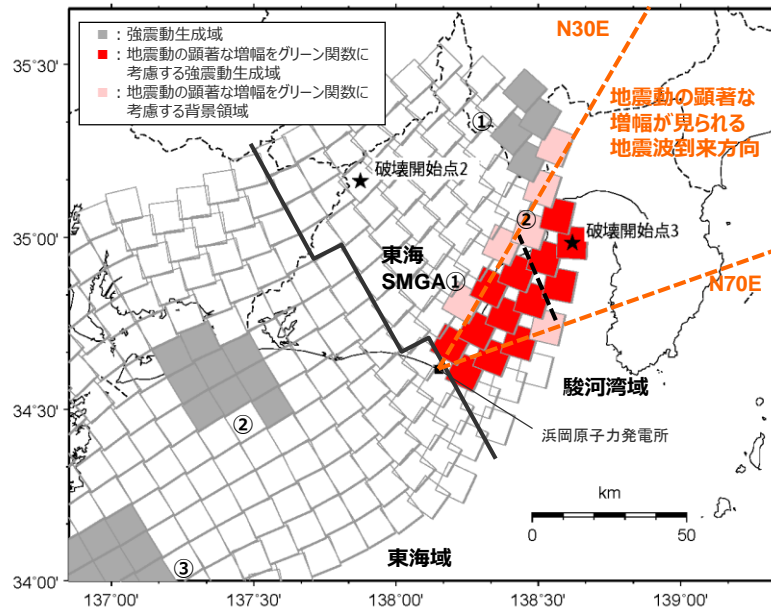 ：強震動生成域
：地震動の顕著な増幅をグリーン関数に
考慮する強震動生成域
：地震動の顕著な増幅をグリーン関数に
考慮する背景領域
N30E
地震動の顕著な
増幅が見られる
地震波到来方向
35°30'
35°00'
34°30'
34°00'
①
破壊開始点2
②
破壊開始点3
東海
SMGA①
N70E
駿河湾域
②
浜岡原子力発電所
km
0
50
東海域
③
137°00'
137°30'
138°00'
138°30'
139°00'